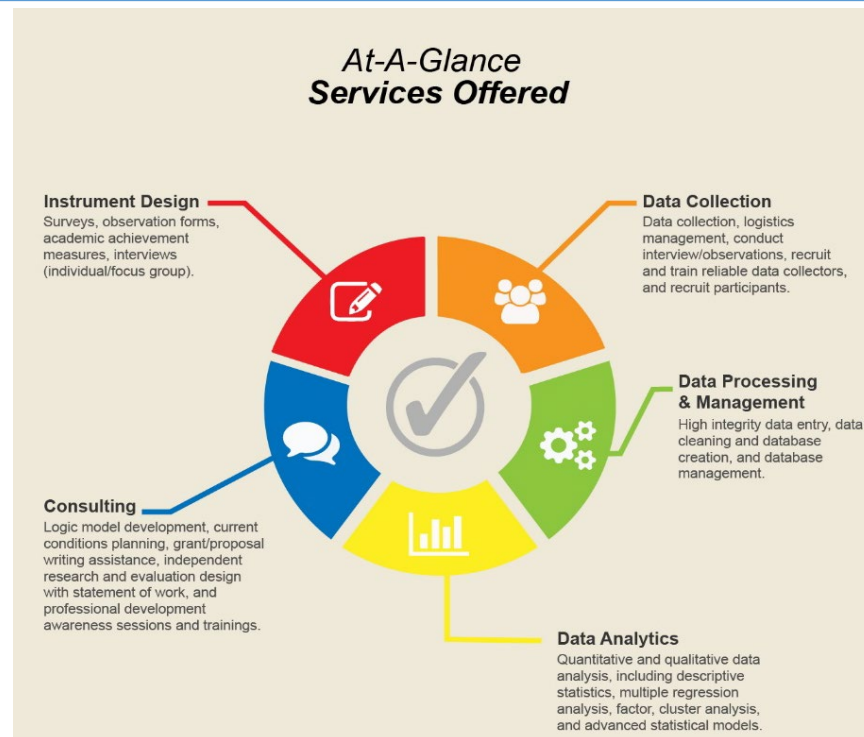 At-A-Glance
Services Offered
Instrument Design
Surveys, observation forms,
academic achievement
measures, interviews
(individual/focus group).
Data Collection
Data collection, logistics
management, conduct
interview/observations, recruit
and train reliable data collectors,
and recruit participants.
Data Processing
& Management
High integrity data entry, data
cleaning and database
creation, and database
management.
Consulting
Logic model development, current
conditions planning, grant/proposal
writing assistance, independent
research and evaluation design
with statement of work, and
professional development
awareness sessions and trainings.
Data Analytics
Quantitative and qualitative data
analysis, including descriptive
statistics, multiple regression
analysis, factor, cluster analysis,
and advanced statistical models.